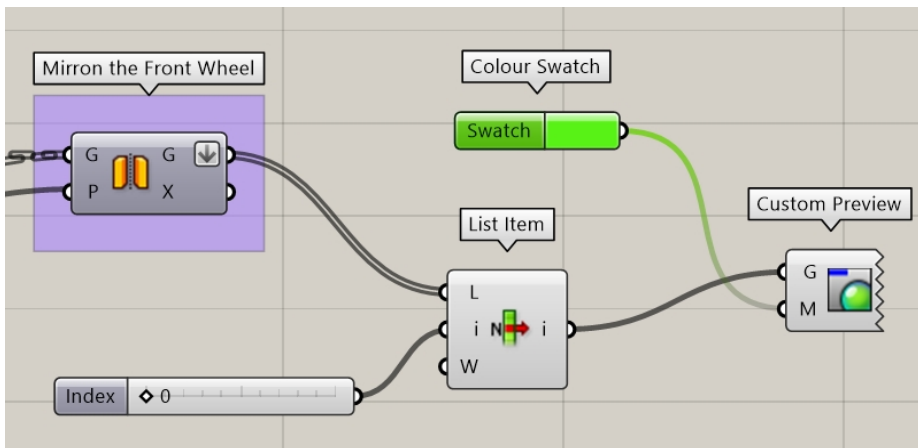 Mirron the Front Wheel
Colour Swatch
G G
P X
Swatch
List Item
Custom Preview
L
i N i
W
G
M
Index 0